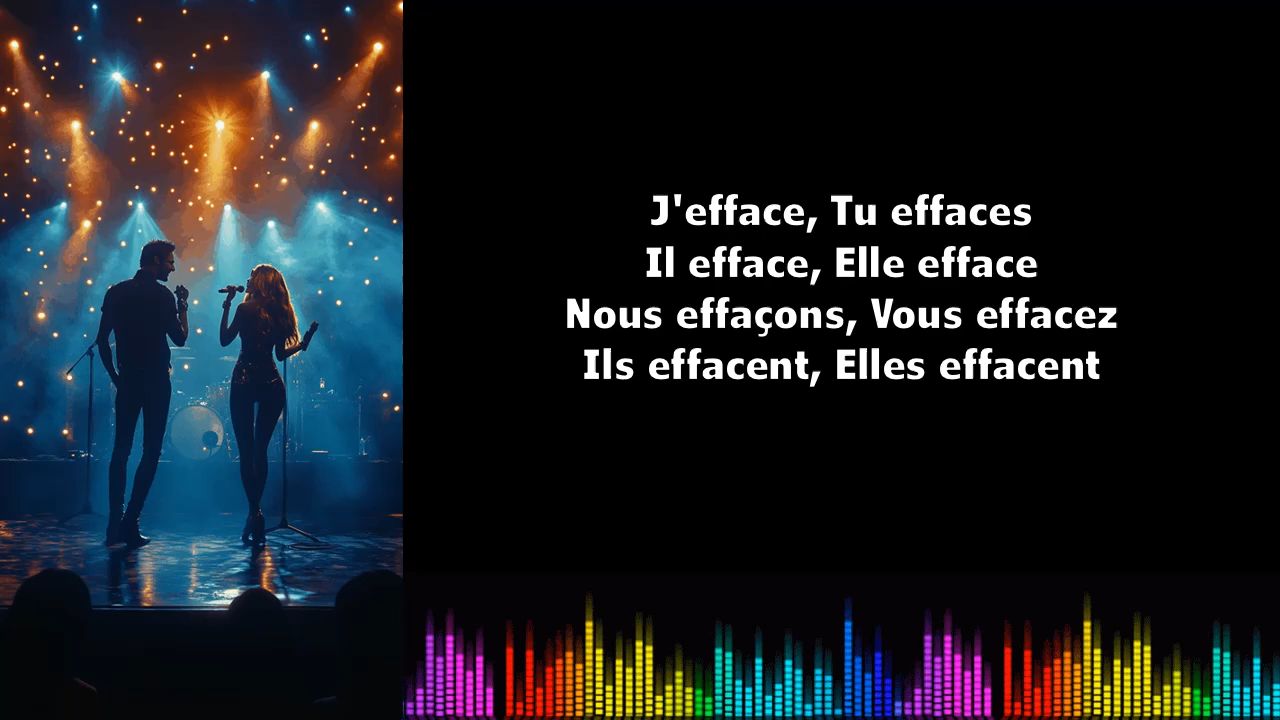 J'efface, Tu effaces
Il efface, Elle efface
Nous effaçons, Vous effacez
Ils effacent, Elles effacent